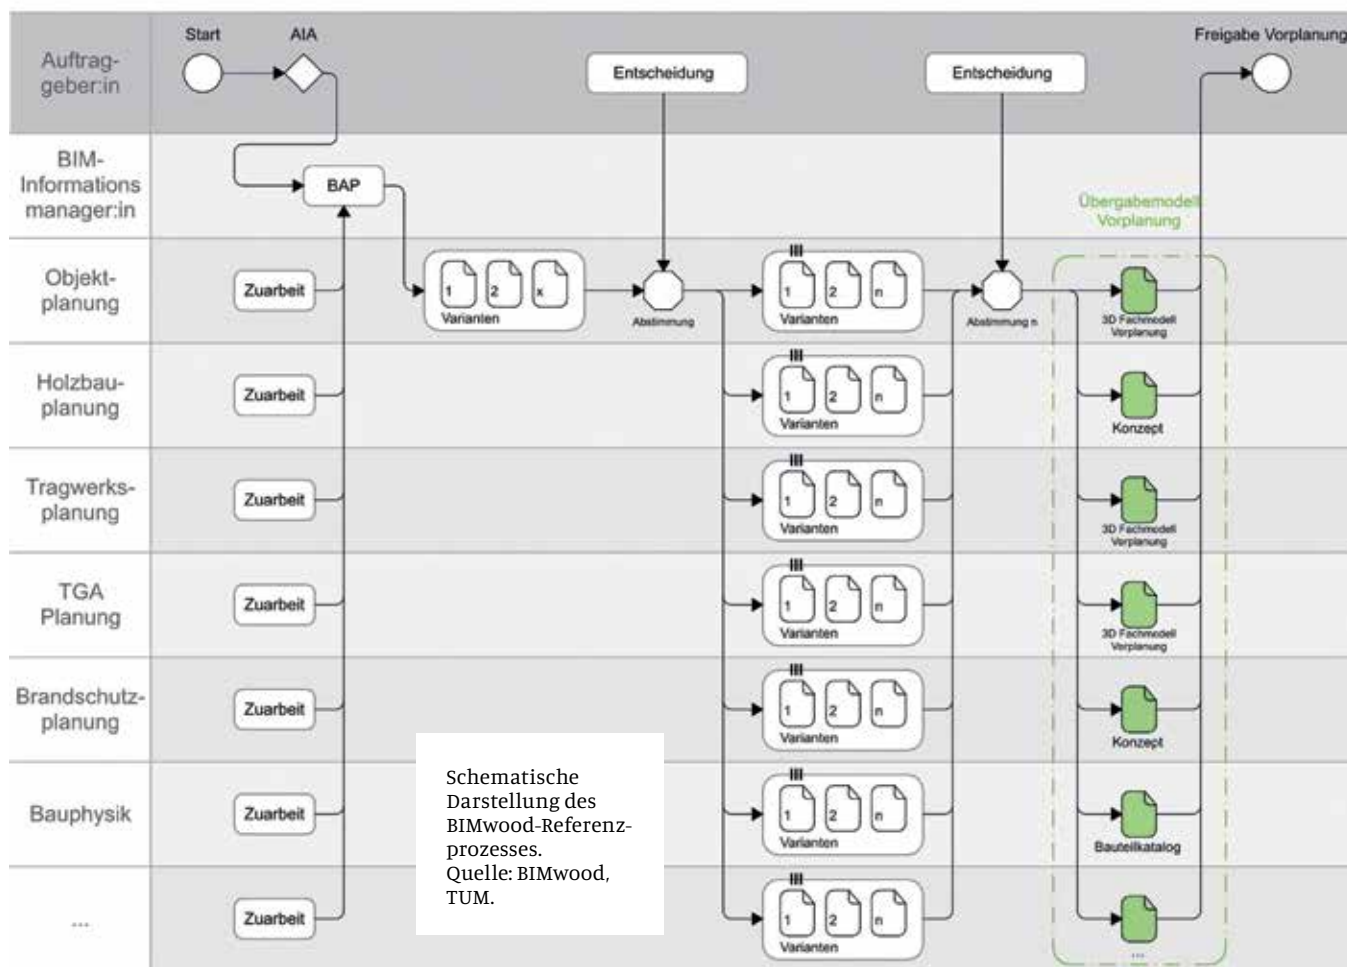 Start
AIA
Freigabe Vorplanung
Auftrag-
geber:in
Entscheidung
Entscheidung
BIM-
Informations
manager:in
BAP
Übergabemodell
Vorplanung
Objekt-
planung
Zuarbeit
1
2
x
Varianten
Abstimmung
1
2
n
Varianten
Abstimmung n
3D Fachmodell
Vorplanung
Holzbau-
planung
Zuarbeit
1
2
n
Varianten
Konzept
Tragwerks-
planung
Zuarbeit
1
2
n
Varianten
3D Fachmodell
Vorplanung
TGA
Planung
Zuarbeit
1
2
n
Varianten
3D Fachmodell
Vorplanung
Brandschutz-
planung
Zuarbeit
1
2
n
Varianten
Konzept
Bauphysik
Zuarbeit
1
2
n
Varianten
Bauteilkatalog
...
Zuarbeit
1
2
n
Varianten
...
Schematische
Darstellung des
BIMwood-Referenz-
prozesses.
Quelle: BIMwood,
TUM.